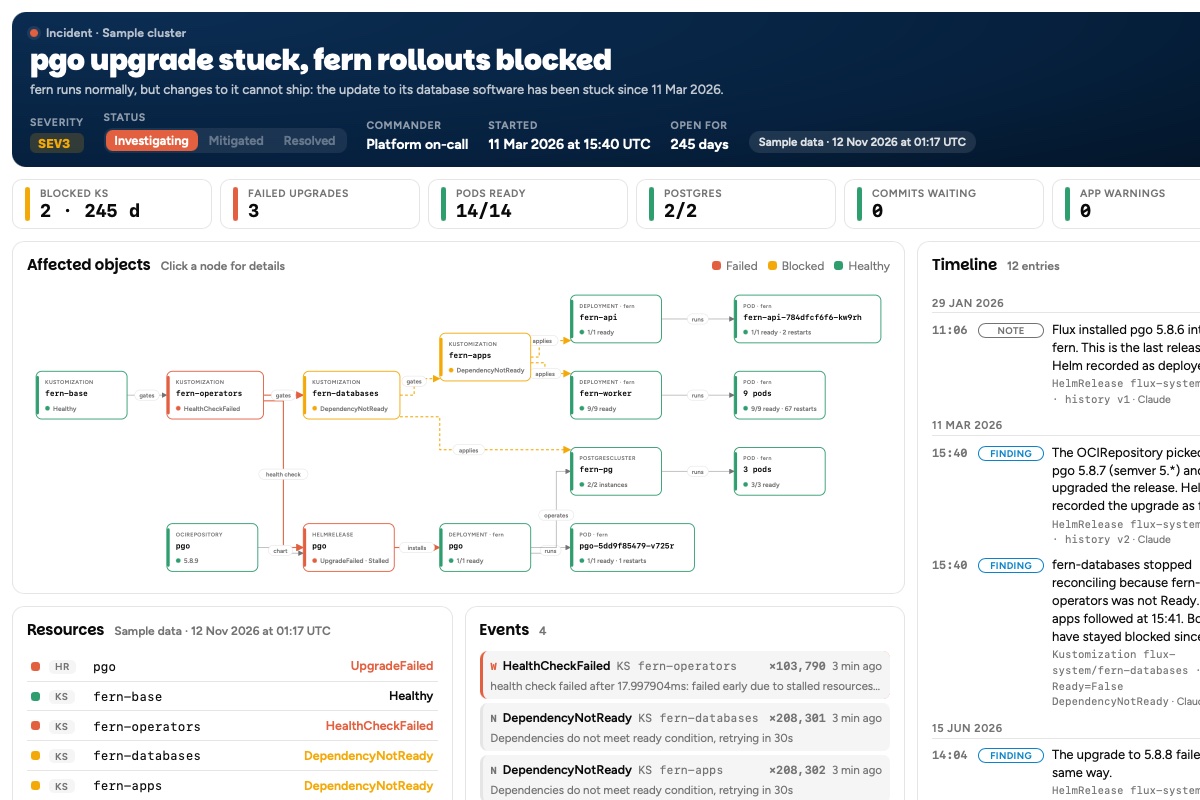 Incident · Sample cluster
pgo upgrade stuck, fern rollouts blocked
fern runs normally, but changes to it cannot ship: the update to its database software has been stuck since 11 Mar 2026.
SEVERITY
SEV3
STATUS
Investigating Mitigated Resolved
COMMANDER
Platform on-call
STARTED
11 Mar 2026 at 15:40 UTC
OPEN FOR
245 days
Sample data · 12 Nov 2026 at 01:17 UTC
BLOCKED KS
2 · 245 d
FAILED UPGRADES
3
PODS READY
14/14
POSTGRES
2/2
COMMITS WAITING
0
APP WARNINGS
0
Affected objects Click a node for details
Failed Blocked Healthy
KUSTOMIZATION
fern-base
Healthy
gates
KUSTOMIZATION
fern-operators
HealthCheckFailed
gates
KUSTOMIZATION
fern-databases
DependencyNotReady
gates
KUSTOMIZATION
fern-apps
DependencyNotReady
applies
applies
applies
DEPLOYMENT · fern
fern-api
1/1 ready
runs
POD · fern
fern-api-784dfcf6f6-kw9rh
1/1 ready · 2 restarts
DEPLOYMENT · fern
fern-worker
9/9 ready
runs
POD · fern
9 pods
9/9 ready · 67 restarts
POSTGRESCLUSTER
fern-pg
2/2 instances
runs
POD · fern
3 pods
3/3 ready
health check
operates
OCIREPOSITORY
pgo
5.8.9
chart
HELMRELEASE
pgo
UpgradeFailed · Stalled
installs
DEPLOYMENT · fern
pgo
1/1 ready
runs
POD · fern
pgo-5dd9f85479-v725r
1/1 ready · 1 restarts
Resources Sample data · 12 Nov 2026 at 01:17 UTC
HR pgo UpgradeFailed
KS fern-base Healthy
KS fern-operators HealthCheckFailed
KS fern-databases DependencyNotReady
KS fern-apps DependencyNotReady
Events 4
W HealthCheckFailed KS fern-operators ×103,790 3 min ago
health check failed after 17.997904ms: failed early due to stalled resources…
N DependencyNotReady KS fern-databases ×208,301 3 min ago
Dependencies do not meet ready condition, retrying in 30s
N DependencyNotReady KS fern-apps ×208,302 3 min ago
Dependencies do not meet ready condition, retrying in 30s
Timeline 12 entries
29 JAN 2026
11:06 NOTE Flux installed pgo 5.8.6 int
fern. This is the last releas
Helm recorded as deploye
HelmRelease flux-system
· history v1 · Claude
11 MAR 2026
15:40 FINDING The OCIRepository picked
pgo 5.8.7 (semver 5.*) and
upgraded the release. Hel
recorded the upgrade as f
HelmRelease flux-system
· history v2 · Claude
15:40 FINDING fern-databases stopped
reconciling because fern-
operators was not Ready.
apps followed at 15:41. Bo
have stayed blocked since
Kustomization flux-
system/fern-databases ·
Ready=False
DependencyNotReady · Clau
15 JUN 2026
14:04 FINDING The upgrade to 5.8.8 faile
same way.
HelmRelease flux-system